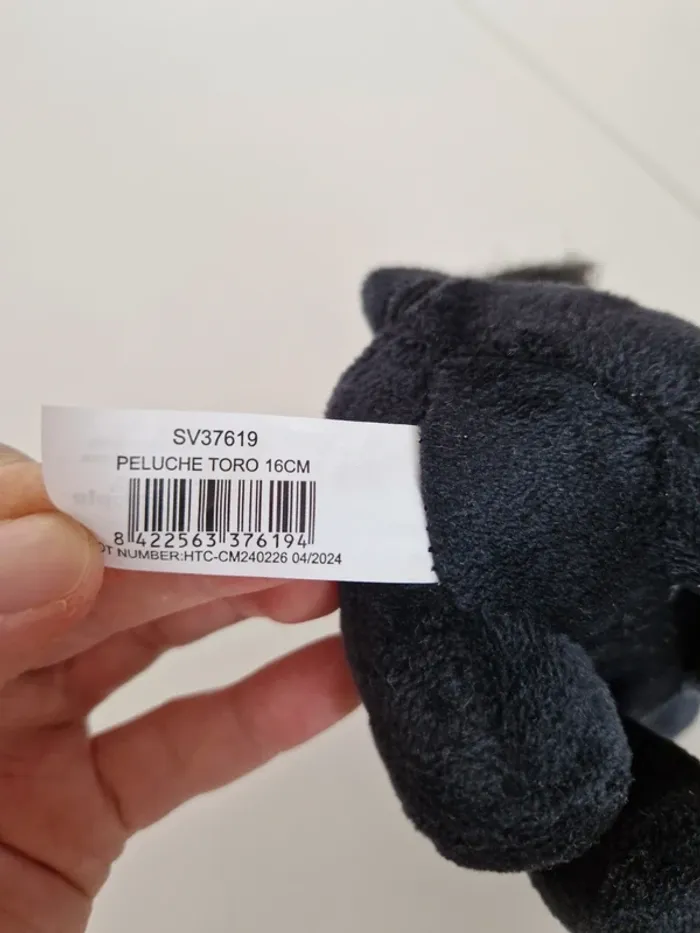 SV37619
PELUCHE TORO 16CM
8 422563 376194
OT NUMBER:HTC-CM240226 04/2024